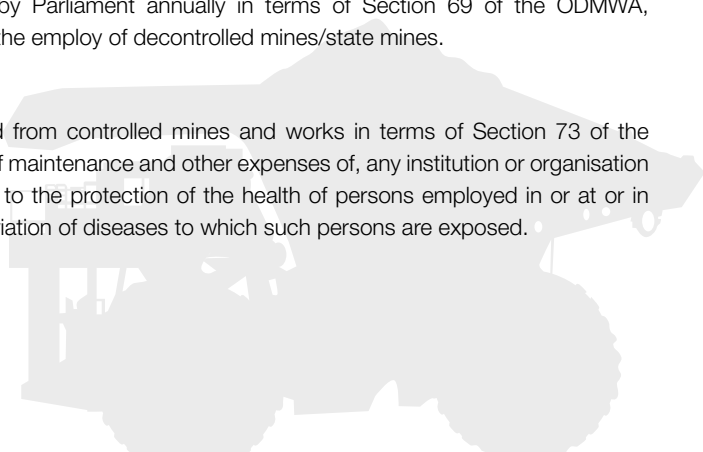 by Parliament annually in terms of Section 69 of the ODMWA,
the employ of decontrolled mines/state mines.
from controlled mines and works in terms of Section 73 of the
maintenance and other expenses of, any institution or organisation
to the protection of the health of persons employed in or at or in
of diseases to which such persons are exposed.